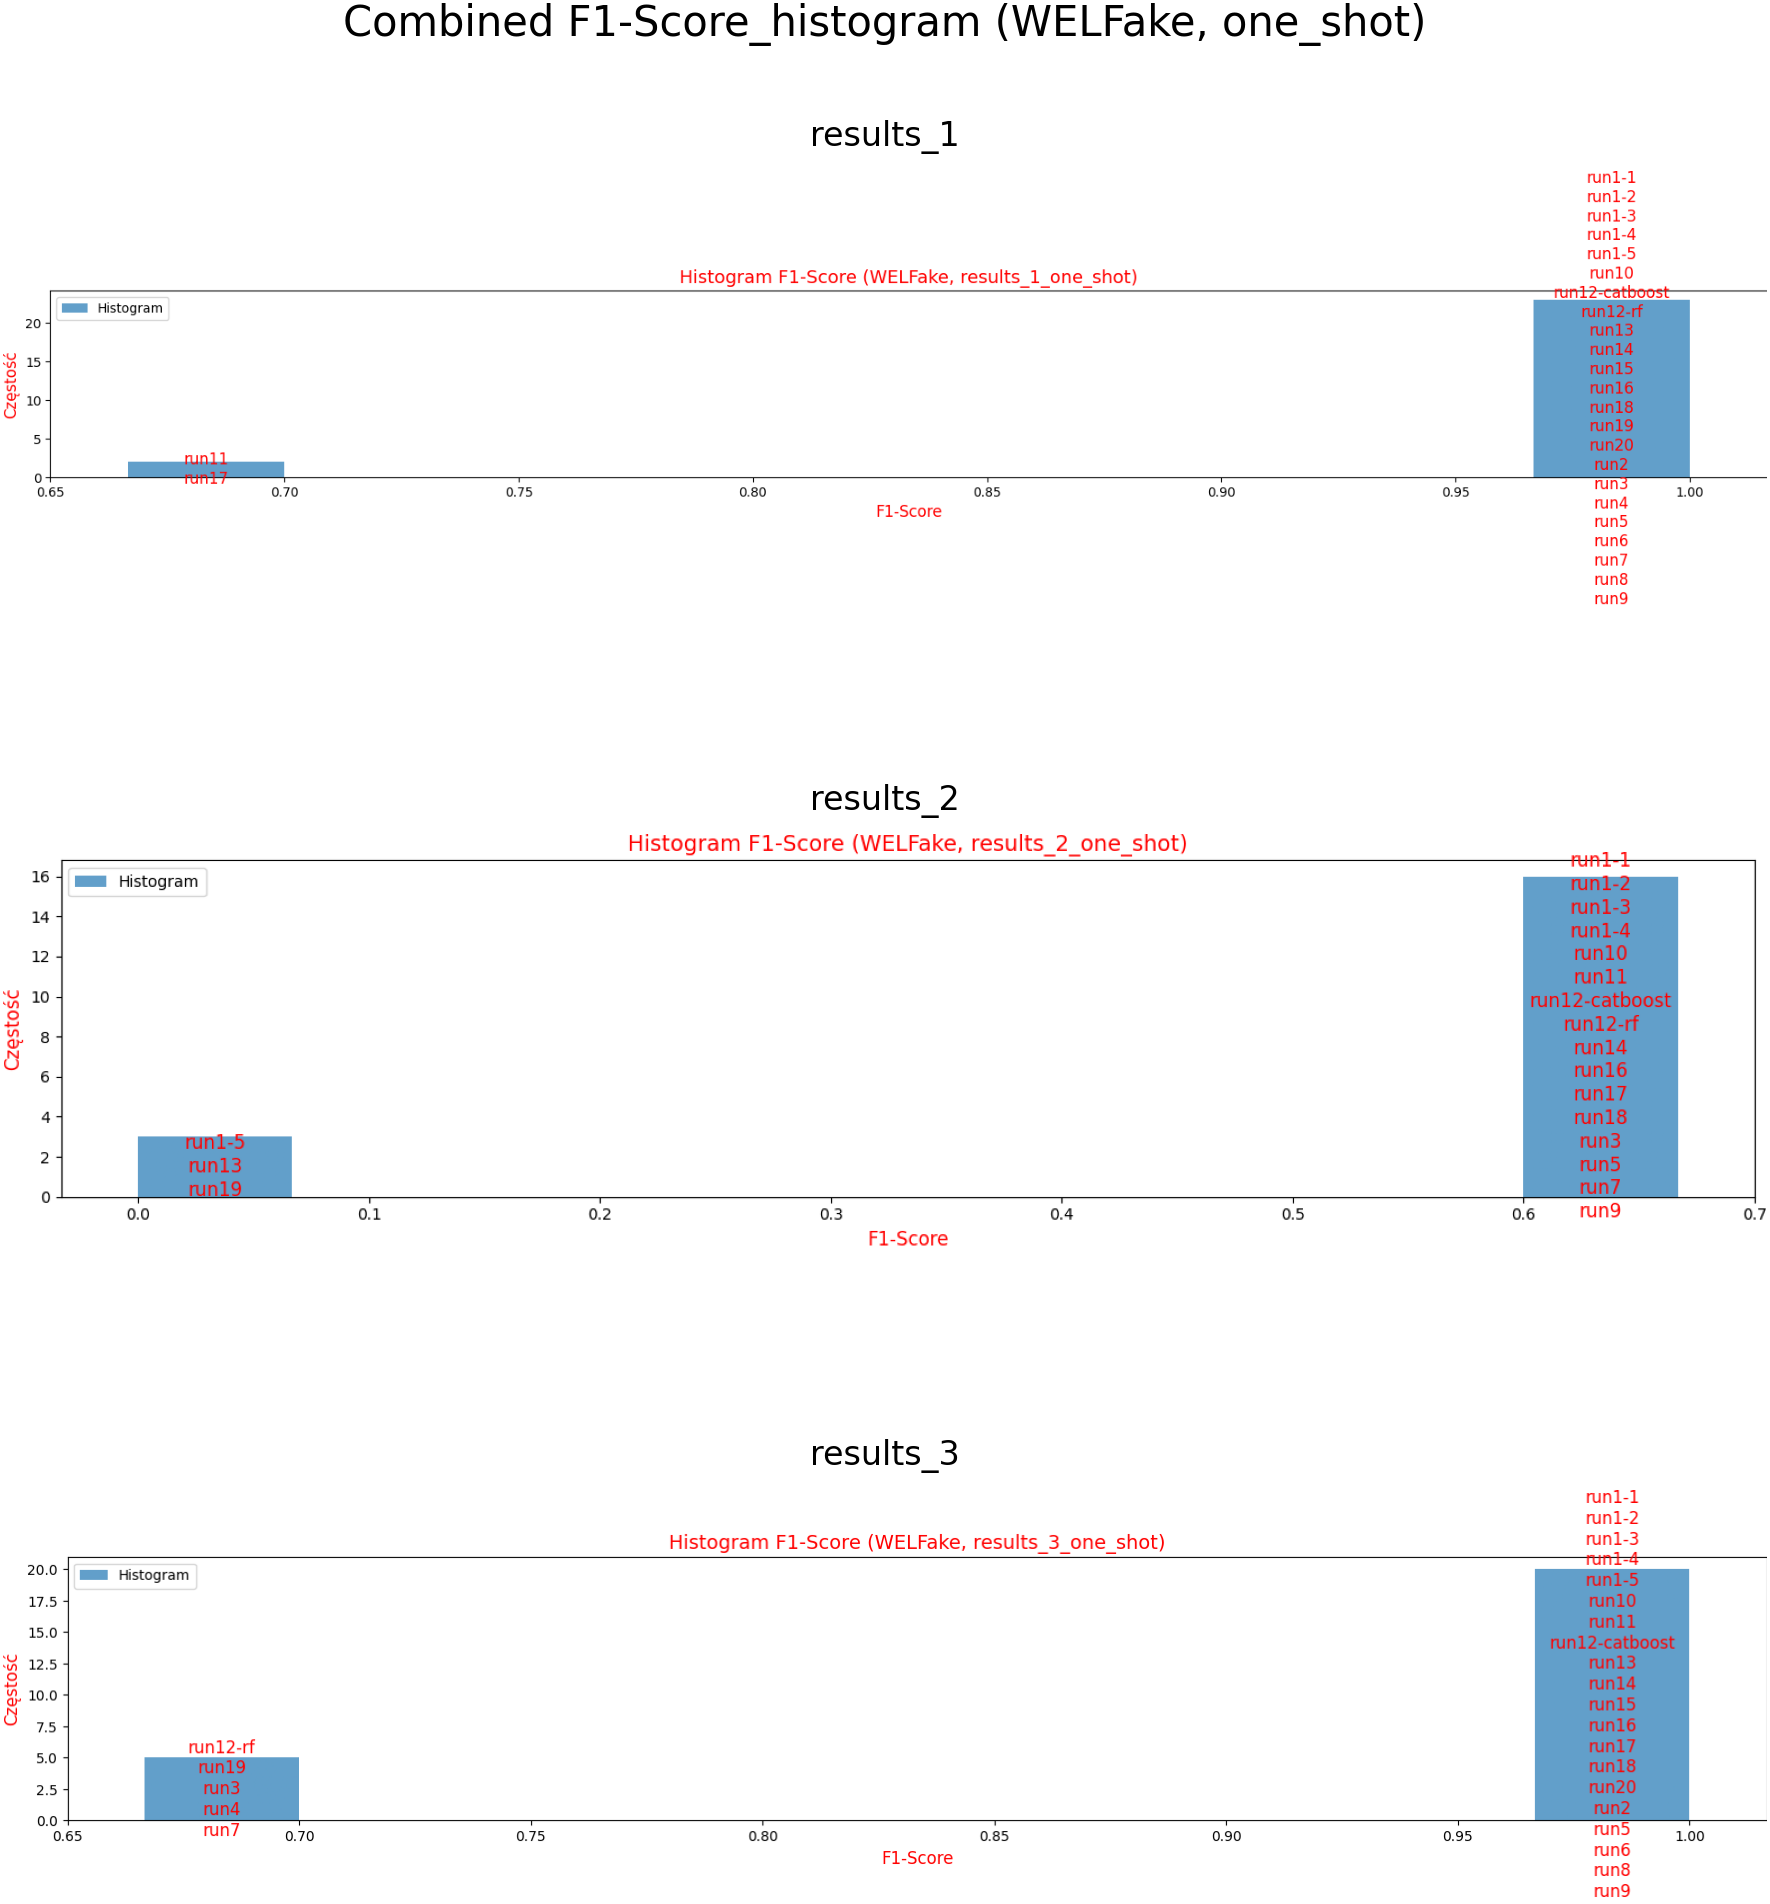 Combined F1-Score_histogram (WELFake, one_shot)
results_1
run1-1
run1-2
run1-3
run1-4
run1-5
run10
Histogram F1-Score (WELFake, results_1_one_shot)
run12-catboost
Histogram
run12-rf
run13
run14
run15
run16
run18
run19
run20
run2
run3
run4
run5
run6
run7
run8
run9
20
15
10
5
0
Częstość
run11
run17
0.65 0.70 0.75 0.80 0.85 0.90 0.95 1.00
F1-Score
results_2
Histogram F1-Score (WELFake, results_2_one_shot)
Histogram
16
14
12
10
8
6
4
2
0
Częstość
run1-5
run13
run19
run1-1
run1-2
run1-3
run1-4
run10
run11
run12-catboost
run12-rf
run14
run16
run17
run18
run3
run5
run7
run9
0.0 0.1 0.2 0.3 0.4 0.5 0.6 0.7
F1-Score
results_3
Histogram F1-Score (WELFake, results_3_one_shot)
Histogram
20.0
17.5
15.0
12.5
10.0
7.5
5.0
2.5
0.0
Częstość
run12-rf
run19
run3
run4
run7
run1-1
run1-2
run1-3
run1-4
run1-5
run10
run11
run12-catboost
run13
run14
run15
run16
run17
run18
run20
run2
run5
run6
run8
run9
0.65 0.70 0.75 0.80 0.85 0.90 0.95 1.00
F1-Score